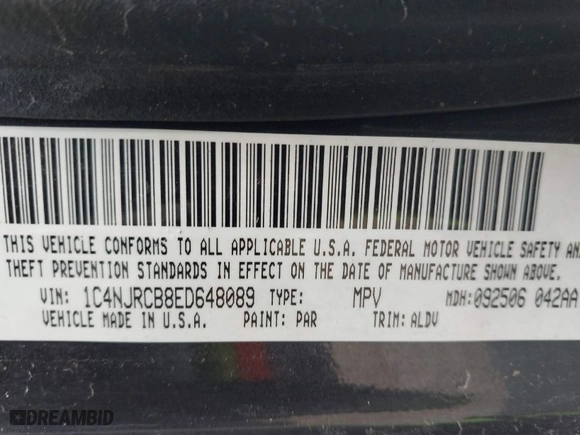 THIS VEHICLE CONFORMS TO ALL APPLICABLE U.S.A. FEDERAL MOTOR VEHICLE SAFETY AND
THEFT PREVENTION STANDARDS IN EFFECT ON THE DATE OF MANUFACTURE SHOWN ABOVE.
VIN: 1C4NJRCB8ED648089 TYPE: MPV MDH: 092506 042AA
VEHICLE MADE IN U.S.A. PAINT: PAR TRIM: ALDV
DREAMBID